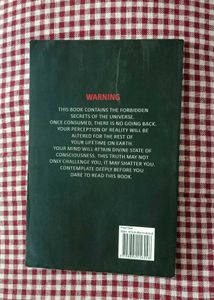 WARNING
THIS BOOK CONTAINS THE FORBIDDEN
SECRETS OF THE UNIVERSE.
ONCE CONSUMED, THERE IS NO GOING BACK.
YOUR PERCEPTION OF REALITY WILL BE
ALTERED FOR THE REST OF
YOUR LIFETIME ON EARTH.
YOUR MIND WILL ATTAIN DIVINE STATE OF
CONSCIOUSNESS. THIS TRUTH MAY NOT
ONLY CHALLENGE YOU, IT MAY SHATTER YOU.
CONTEMPLATE DEEPLY BEFORE YOU
DARE TO READ THIS BOOK.